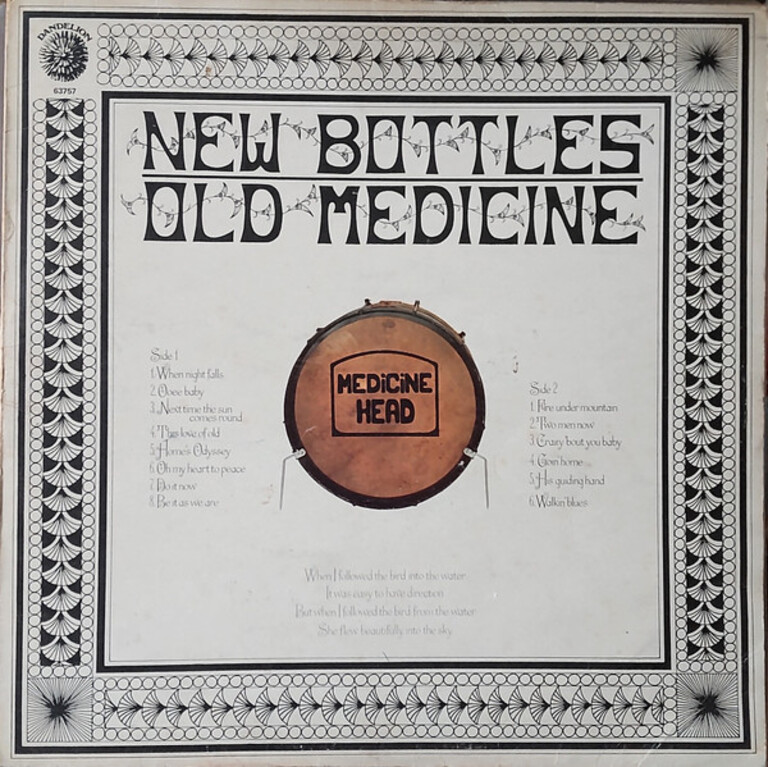 DANDELION
63757
NEW BOTTLES
OLD MEDICINE
MEDICINE
HEAD
Side 1
1. When night falls
2. Ooee baby
3. Next time the sun
comes round
4. This love of old
5. Home's Odyssey
6. Oh my heart to peace
7. Do it now
8. Be it as we are
Side 2
1. Fire under mountain
2. Two men now
3. Crazy 'bout you baby
4. Goin' home
5. His guiding hand
6. Walkin' blues
When I followed the bird into the water
It was easy to have direction
But when I followed the bird from the water
She flew beautifully into the sky